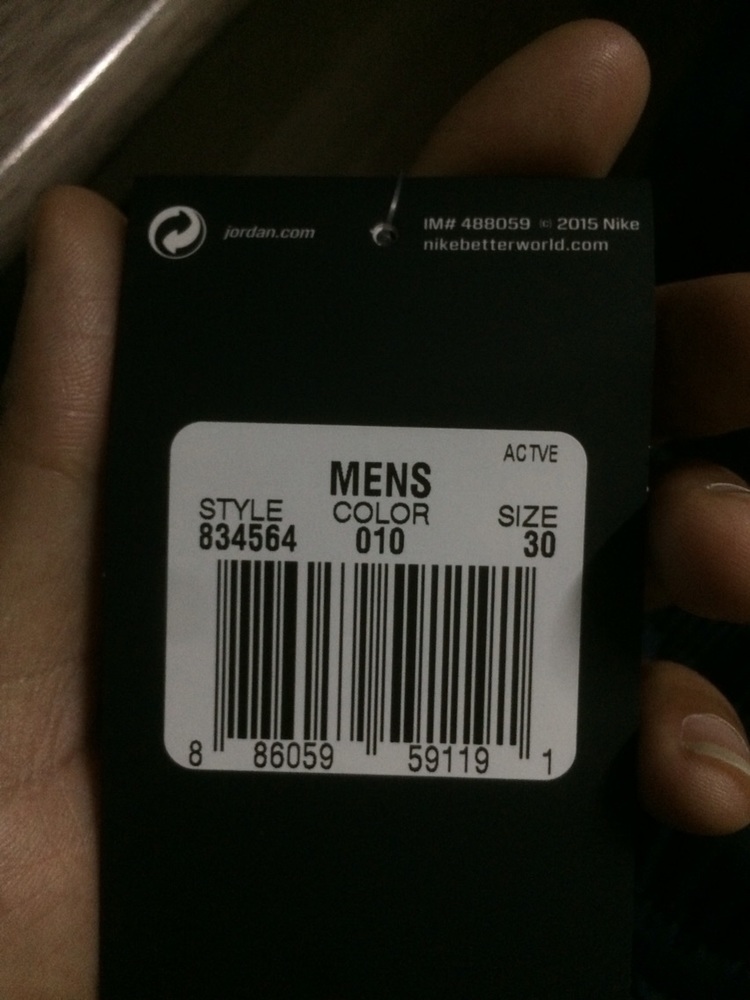 jordan.com
IM# 488059 © 2015 Nike
nikebetterworld.com
ACTVE
MENS
STYLE COLOR SIZE
834564 010 30
8 86059 59119 1